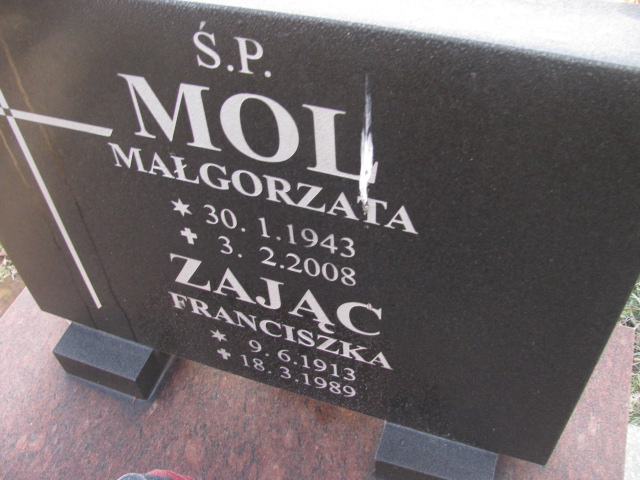 Ś.P.
MOL
MAŁGORZATA
* 30. 1.1943
✝ 3. 2.2008
ZAJĄC
FRANCISZKA
* 9. 6.1913
✝ 18. 3.1989